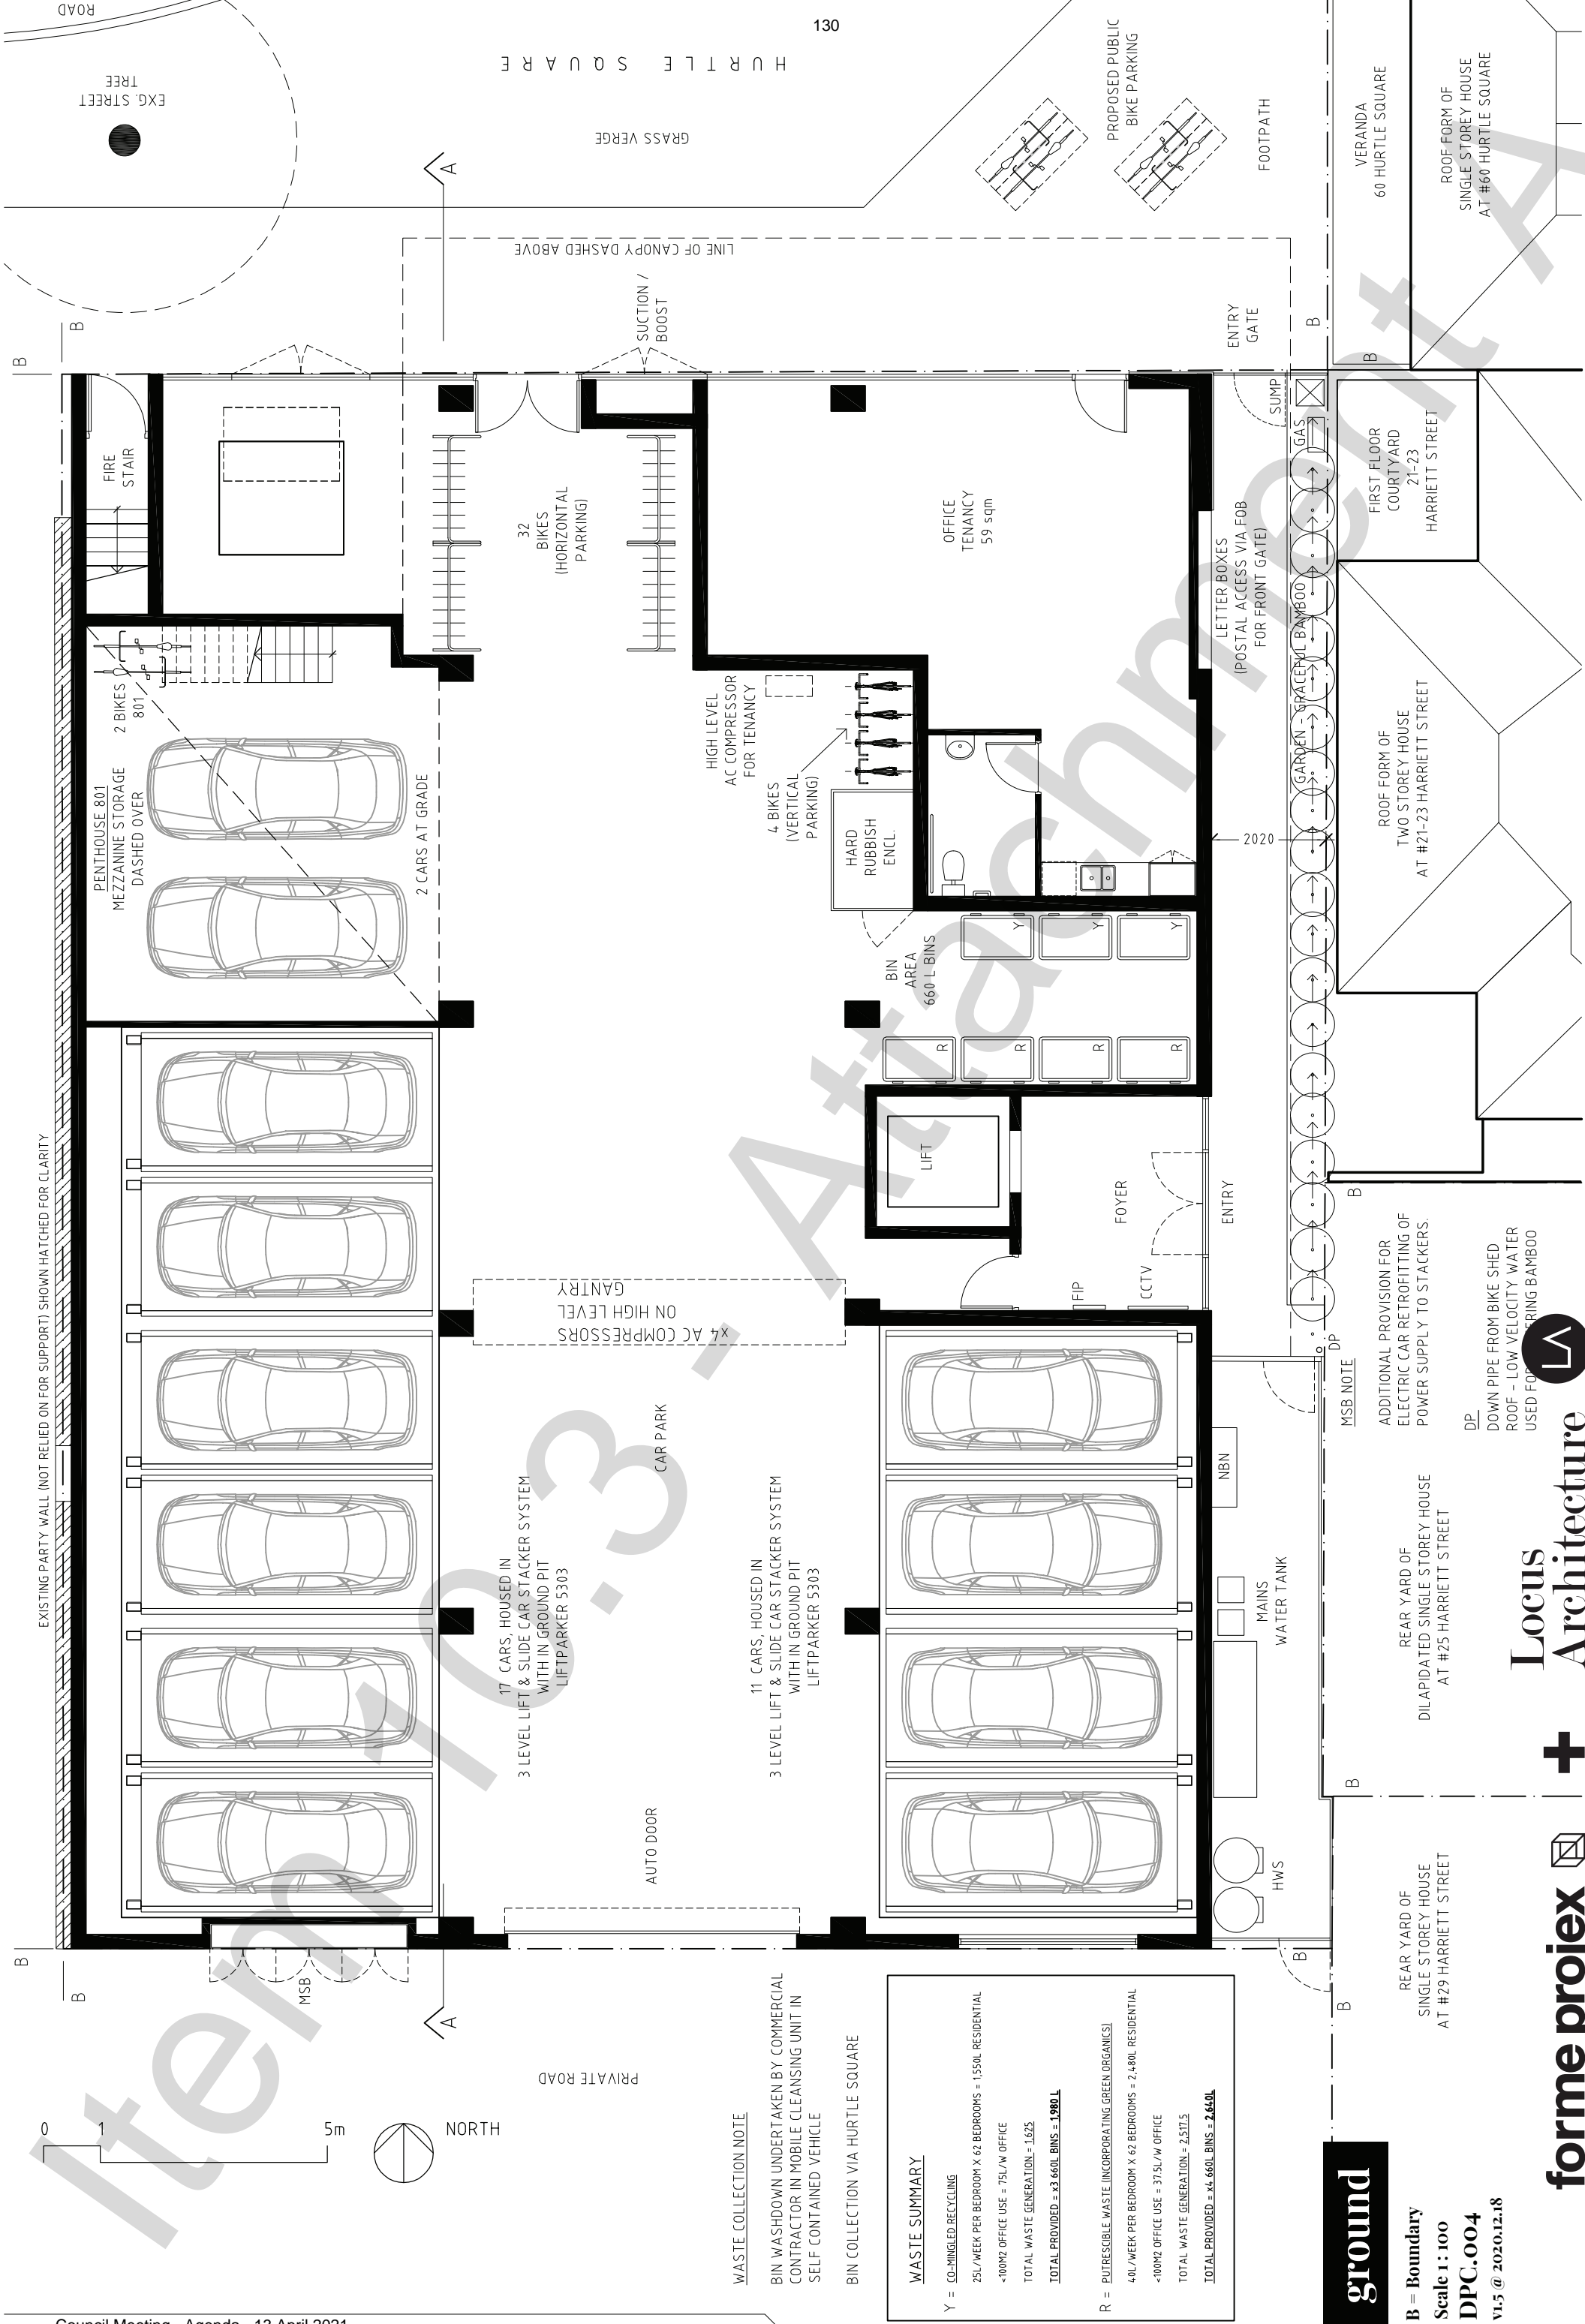 130
ROAD
EXG. STREET
TREE
HURTLE SQUARE
GRASS VERGE
PROPOSED PUBLIC
BIKE PARKING
FOOTPATH
VERANDA
60 HURTLE SQUARE
ROOF FORM OF
SINGLE STOREY HOUSE
AT #60 HURTLE SQUARE
A
LINE OF CANOPY DASHED ABOVE
SUCTION /
BOOST
ENTRY
GATE
B
B
B
B
FIRE
STAIR
32
BIKES
(HORIZONTAL
PARKING)
OFFICE
TENANCY
59 sqm
SUMP
GAS
FIRST FLOOR
COURTYARD
21-23
HARRIETT STREET
LETTER BOXES
(POSTAL ACCESS VIA FOB
FOR FRONT GATE)
GARDEN - GRACEFUL BAMBOO
2 BIKES
801
PENTHOUSE 801
MEZZANINE STORAGE
DASHED OVER
2 CARS AT GRADE
HIGH LEVEL
AC COMPRESSOR
FOR TENANCY
4 BIKES
(VERTICAL
PARKING)
HARD
RUBBISH
ENCL.
2020
ROOF FORM OF
TWO STOREY HOUSE
AT #21-23 HARRIETT STREET
BIN
AREA
660 L BINS
Y
Y
Y
R
R
R
R
EXISTING PARTY WALL (NOT RELIED ON FOR SUPPORT) SHOWN HATCHED FOR CLARITY
LIFT
FOYER
ENTRY
FIP
CCTV
x4 AC COMPRESSORS
ON HIGH LEVEL
GANTRY
B
DP
MSB NOTE
ADDITIONAL PROVISION FOR
ELECTRIC CAR RETROFITTING OF
POWER SUPPLY TO STACKERS.
DP
DOWN PIPE FROM BIKE SHED
ROOF - LOW VELOCITY WATER
USED BAMBOO
CAR PARK
17 CARS, HOUSED IN
3 LEVEL LIFT & SLIDE CAR STACKER SYSTEM
WITH IN GROUND PIT
LIFTPARKER 5303
11 CARS, HOUSED IN
3 LEVEL LIFT & SLIDE CAR STACKER SYSTEM
WITH IN GROUND PIT
LIFTPARKER 5303
NBN
MAINS
WATER TANK
HWS
REAR YARD OF
DILAPIDATED SINGLE STOREY HOUSE
AT #25 HARRIETT STREET
AUTO DOOR
B
REAR YARD OF
SINGLE STOREY HOUSE
AT #29 HARRIETT STREET
B
B
B
B
MSB
A
PRIVATE ROAD
0
1
5m
NORTH
WASTE COLLECTION NOTE
BIN WASHDOWN UNDERTAKEN BY COMMERCIAL
CONTRACTOR IN MOBILE CLEANSING UNIT IN
SELF CONTAINED VEHICLE
BIN COLLECTION VIA HURTLE SQUARE
WASTE SUMMARY
Y = CO-MINGLED RECYCLING
25L/WEEK PER BEDROOM X 62 BEDROOMS = 1,550L RESIDENTIAL
<100M2 OFFICE USE = 75L/W OFFICE
TOTAL WASTE GENERATION = 1,625
TOTAL PROVIDED = x3 660L BINS = 1,980 L
R = PUTRESCIBLE WASTE (INCORPORATING GREEN ORGANICS)
40L/WEEK PER BEDROOM X 62 BEDROOMS = 2,480L RESIDENTIAL
<100M2 OFFICE USE = 37.5L/W OFFICE
TOTAL WASTE GENERATION = 2,517.5
TOTAL PROVIDED = x4 660L BINS = 2,640L
ground
B = Boundary
Scale 1 : 100
DPC.004
v1.5 @ 2020.12.18
forme projex
+
Locus
Architecture
LA
Item 10.3 - Attachment A
Council Meeting - Agenda - 13 April 2021